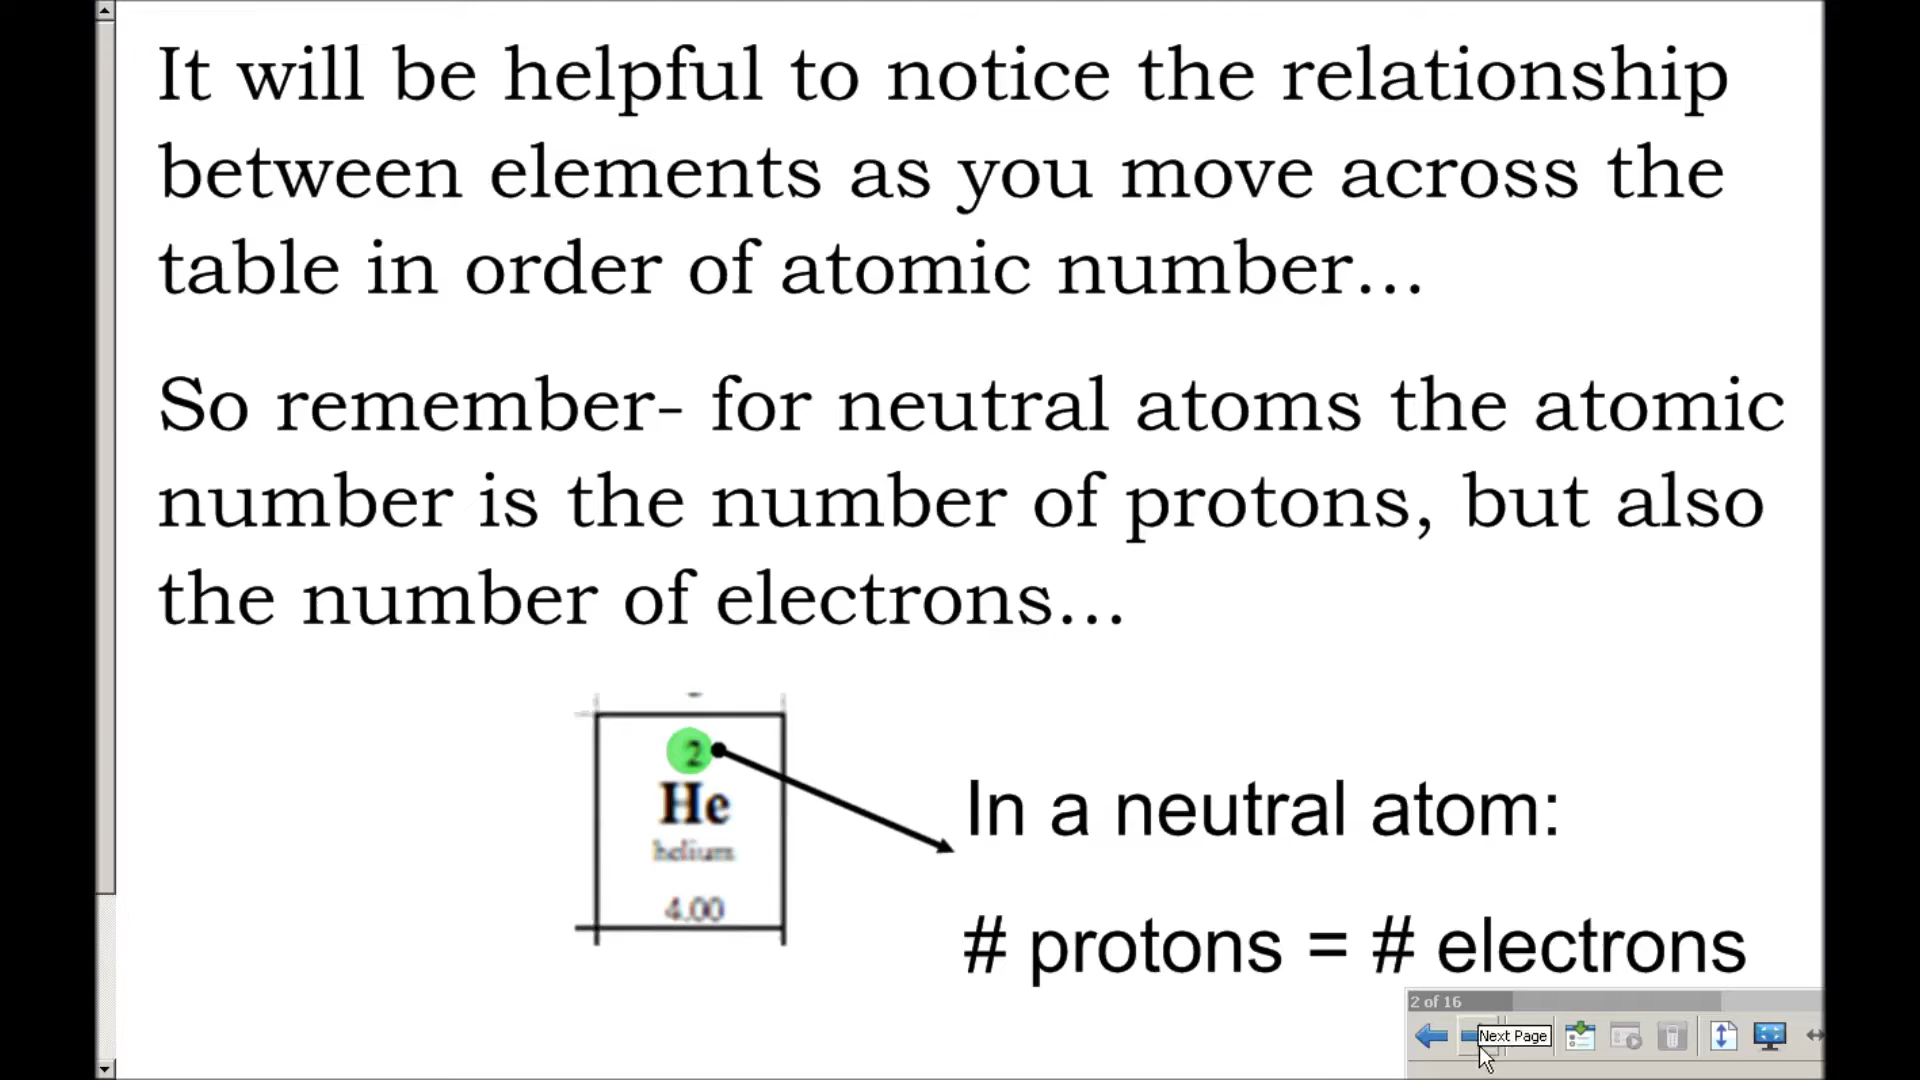 It will be helpful to notice the relationship
between elements as you move across the
table in order of atomic number...
So remember- for neutral atoms the atomic
number is the number of protons, but also
the number of electrons...
2
He
helium
4.00
In a neutral atom:
# protons = # electrons
2 of 16
Next Page